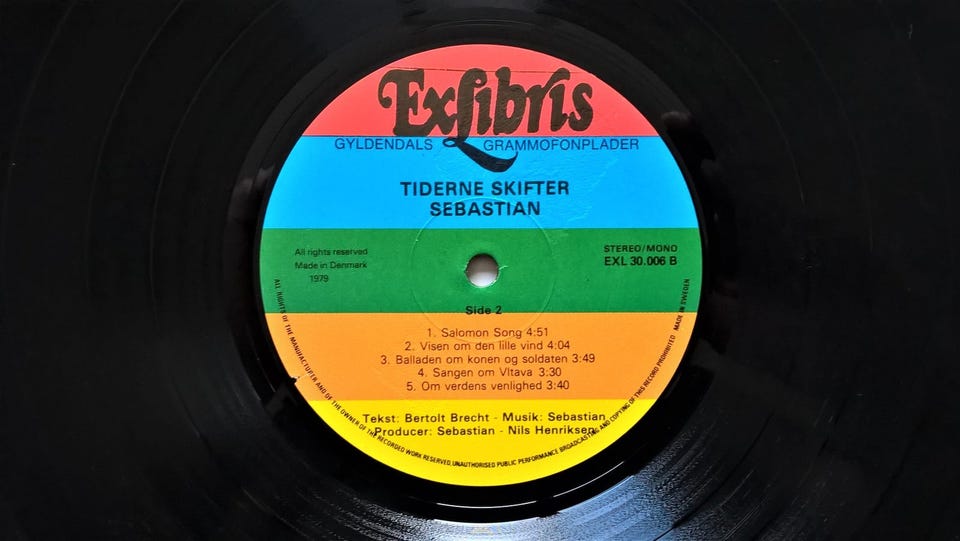 ExLibris
GYLDENDALS GRAMMOFONPLADER
TIDERNE SKIFTER
SEBASTIAN
All rights reserved
Made in Denmark
1979
STEREO/MONO
EXL 30.006 B
Side 2
1. Salomon Song 4:51
2. Visen om den lille vind 4:04
3. Balladen om konen og soldaten 3:49
4. Sangen om Vltava 3:30
5. Om verdens venlighed 3:40
Tekst: Bertolt Brecht - Musik: Sebastian
Producer: Sebastian - Nils Henriksen
ALL RIGHTS OF THE MANUFACTURER AND OF THE OWNER OF THE RECORDED WORK RESERVED, UNAUTHORISED PUBLIC PERFORMANCE BROADCASTING AND COPYING OF THIS RECORD PROHIBITED MADE IN SWEDEN